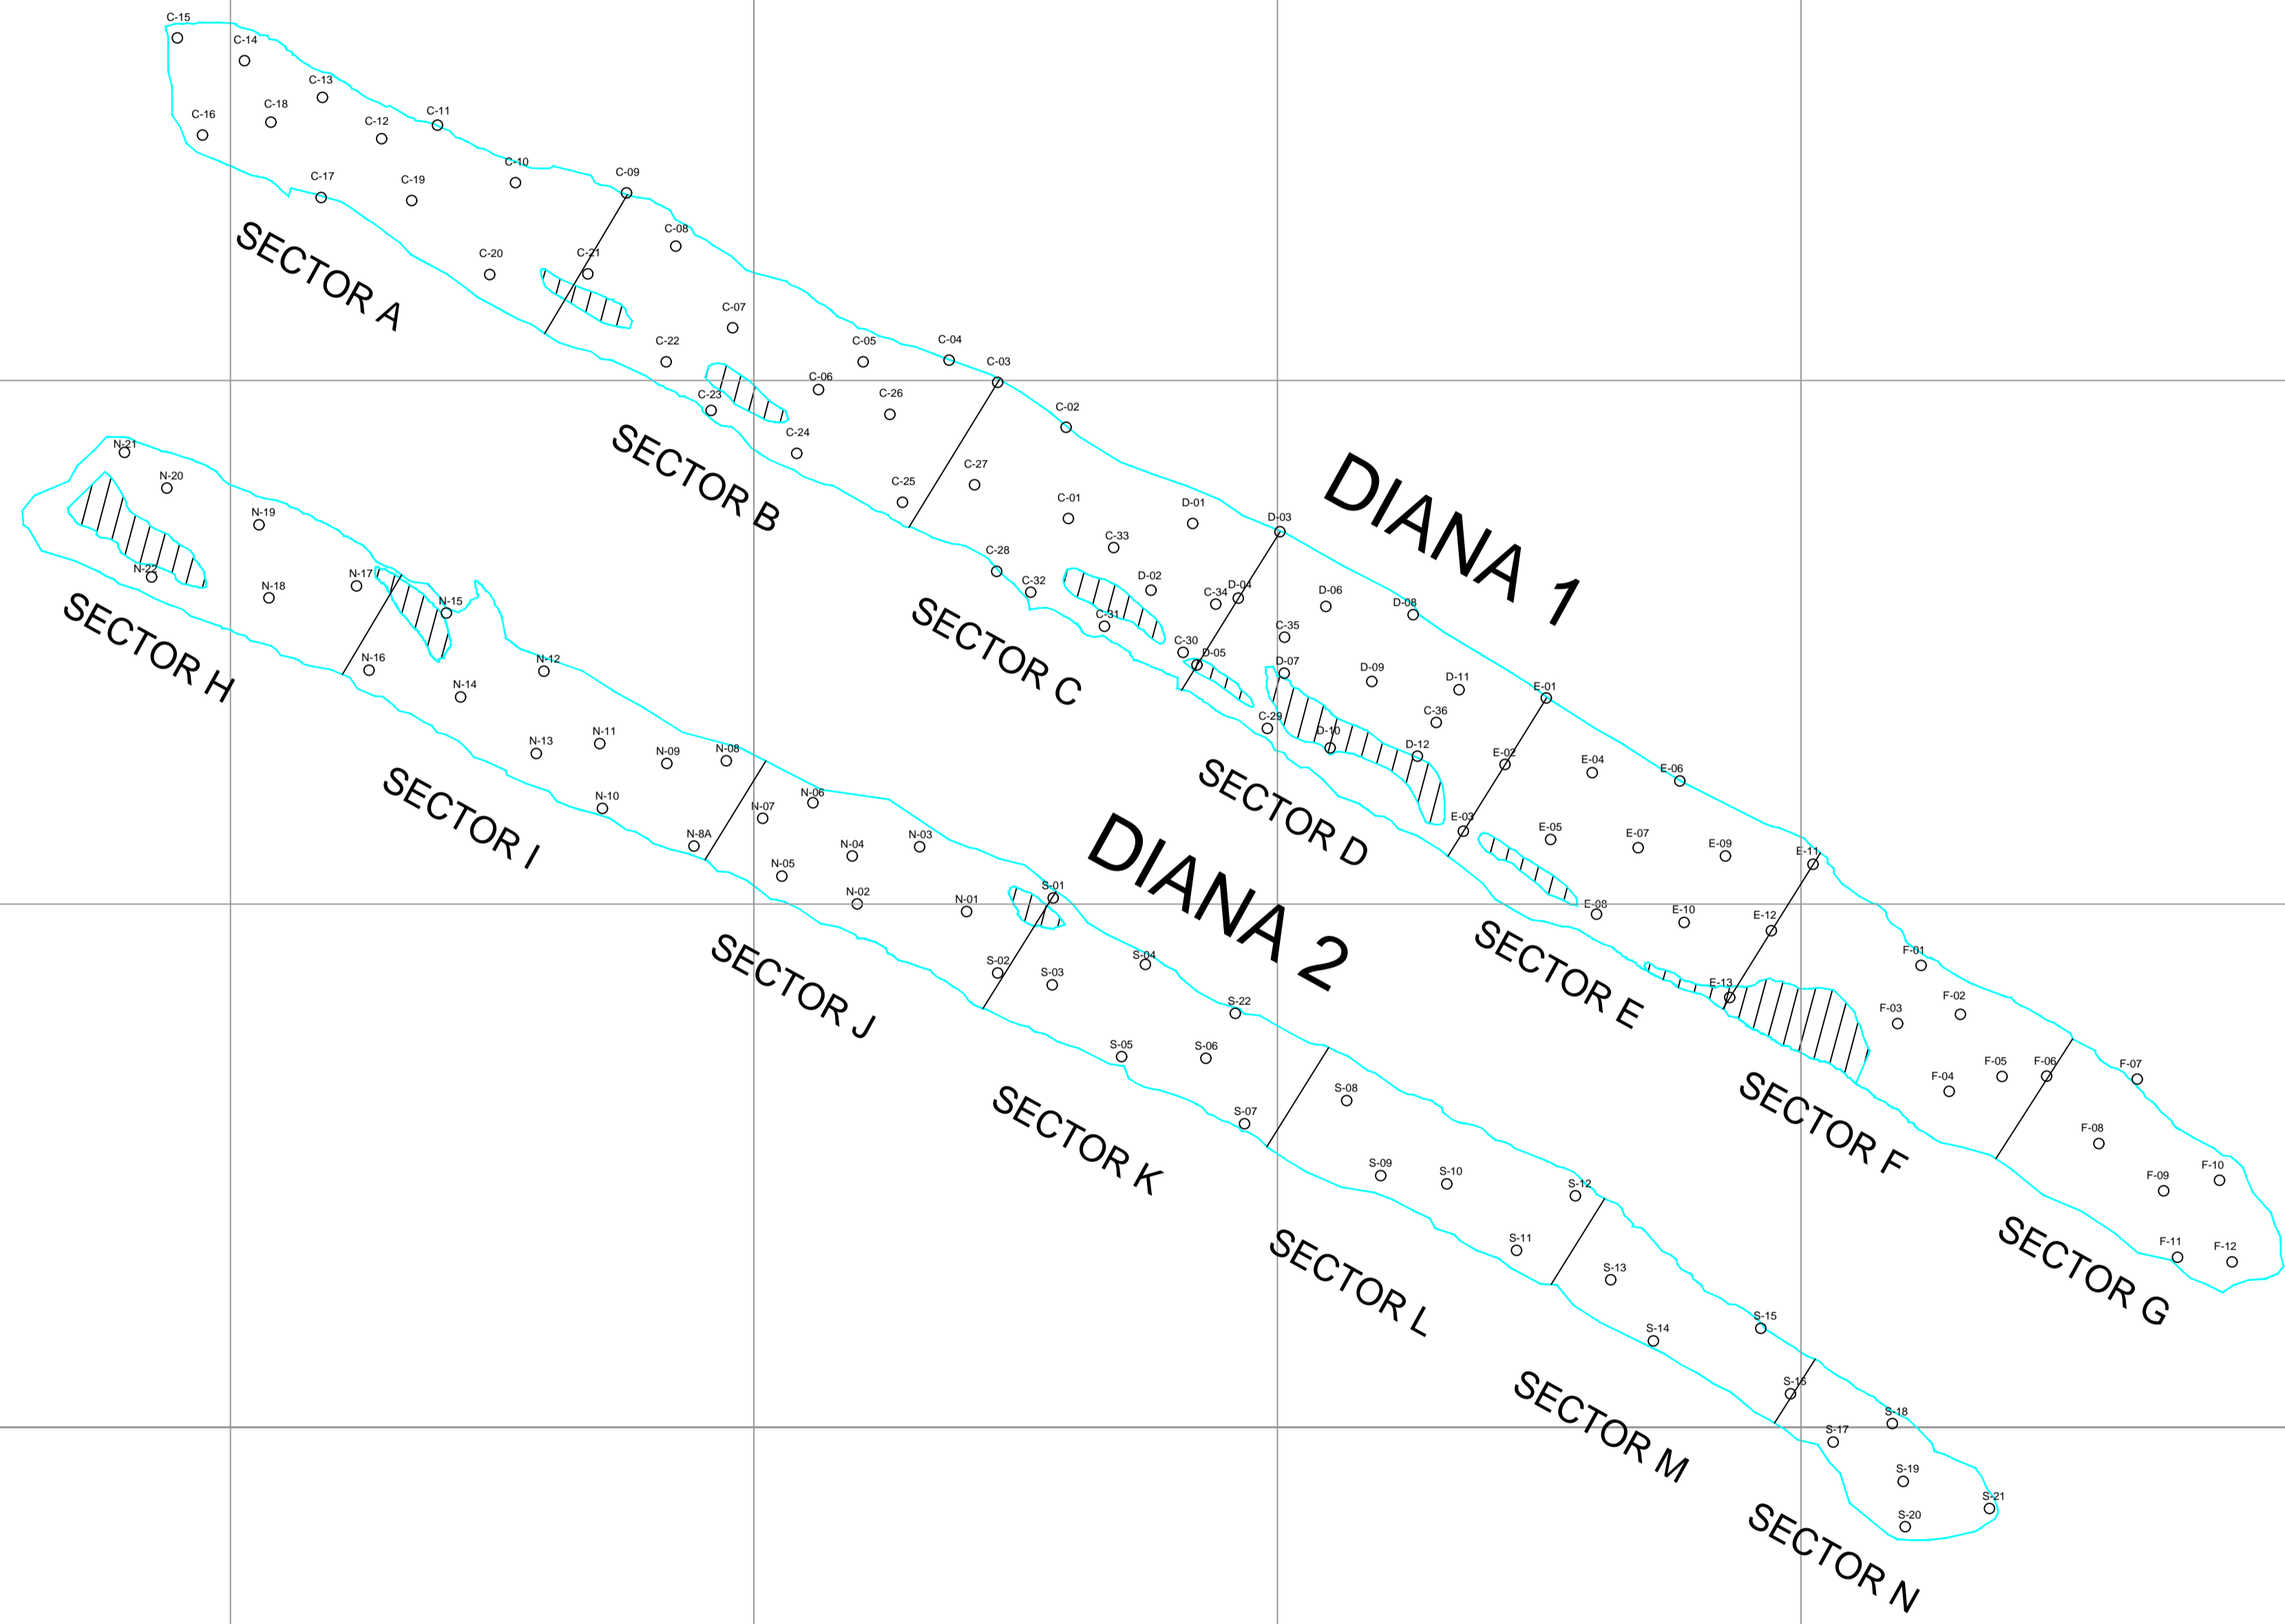 C-15
C-14
C-13
C-18
C-16
C-12
C-11
C-10
C-17
C-19
C-09
C-20
C-21
C-08
SECTOR A
C-07
C-22
C-05
C-04
C-03
C-06
C-23
C-26
C-24
C-02
SECTOR B
C-25
C-27
C-01
D-01
D-03
DIANA 1
C-33
C-28
C-32
D-02
C-34
D-04
D-06
D-08
C-31
C-35
C-30
D-05
D-07
D-09
D-11
E-01
SECTOR C
C-29
D-10
C-36
D-12
E-02
E-04
E-06
SECTOR D
E-03
E-05
E-07
E-09
E-11
E-08
E-10
E-12
SECTOR E
E-13
F-01
F-02
F-03
F-04
F-05
F-06
F-07
SECTOR F
F-08
F-09
F-10
F-11
F-12
SECTOR G
N-21
N-20
N-19
N-22
N-18
N-17
N-15
SECTOR H
N-16
N-14
N-12
N-13
N-11
N-09
N-08
N-10
SECTOR I
N-8A
N-07
N-06
N-05
N-04
N-03
DIANA 2
N-02
N-01
S-01
SECTOR J
S-02
S-03
S-04
S-22
S-05
S-06
SECTOR K
S-07
S-08
S-09
S-10
S-12
S-11
SECTOR L
S-13
S-14
S-15
SECTOR M
S-16
S-18
S-17
S-19
S-21
S-20
SECTOR N